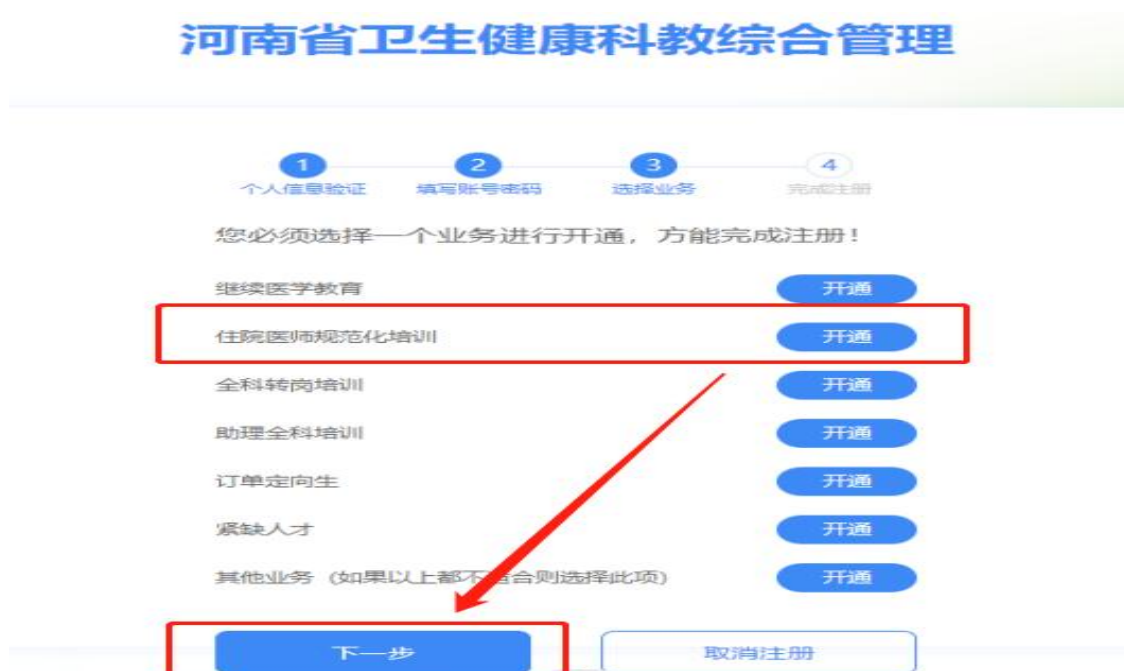 河南省卫生健康科教综合管理
1 2 3 4
个人信息验证 填写账号密码 选择业务 完成注册
您必须选择一个业务进行开通，方能完成注册！
继续医学教育 开通
住院医师规范化培训 开通
全科转岗培训 开通
助理全科培训 开通
订单定向生 开通
紧缺人才 开通
其他业务（如果以上都不适合则选择此项） 开通
下一步 取消注册